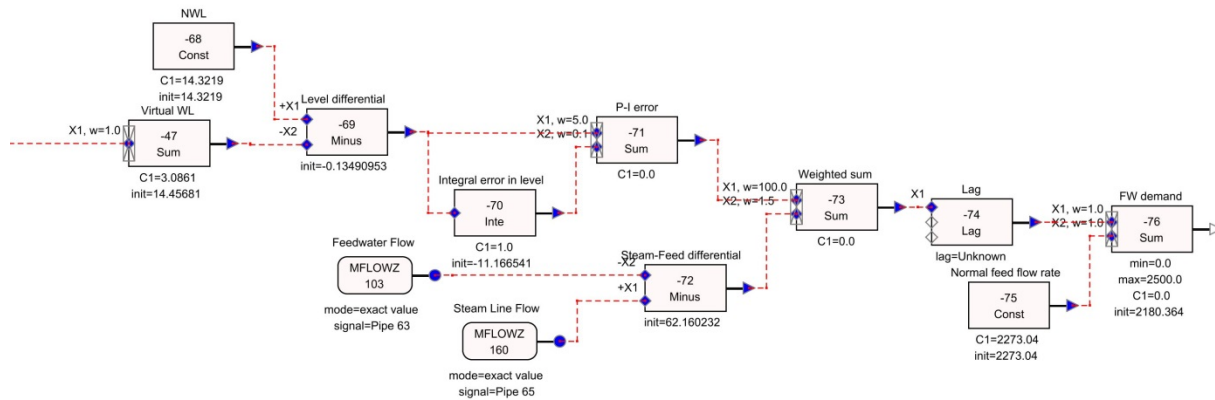 NWL
-68
Const
C1=14.3219
init=14.3219
Virtual WL
X1, w=1.0
-47
Sum
C1=3.0861
init=14.45681
Level differential
+X1
-X2
-69
Minus
init=-0.13490953
Integral error in level
-70
Inte
C1=1.0
init=-11.166541
P-I error
X1, w=5.0
X2, w=0.1
-71
Sum
C1=0.0
Feedwater Flow
MFLOWZ
103
mode=exact value
signal=Pipe 63
Steam Line Flow
MFLOWZ
160
mode=exact value
signal=Pipe 65
Steam-Feed differential
-X2
+X1
-72
Minus
init=62.160232
Weighted sum
X1, w=100.0
X2, w=1.5
-73
Sum
C1=0.0
Lag
X1
-74
Lag
lag=Unknown
Normal feed flow rate
-75
Const
C1=2273.04
init=2273.04
FW demand
X1, w=1.0
X2, w=1.0
-76
Sum
min=0.0
max=2500.0
C1=0.0
init=2180.364